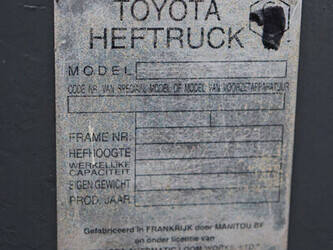 TOYOTA
HEFTRUCK
MODEL
CODE NR. VAN SPECIAAL MODEL OF MODEL VAN VOORZETAPPARATUUR
FRAME NR.
HEFHOOGTE
WERKELIJKE
CAPACITEIT
EIGEN GEWICHT
PROD. JAAR
Gefabriceerd in FRANKRIJK door MANITOU BF
en onder licentie van